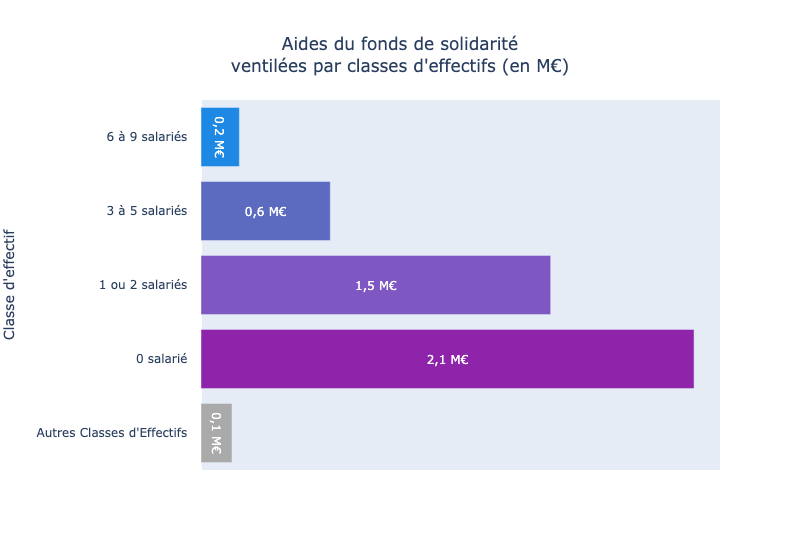 Aides du fonds de solidarité
ventilées par classes d'effectifs (en M€)
Classe d'effectif
6 à 9 salariés
0,2 M€
3 à 5 salariés
0,6 M€
1 ou 2 salariés
1,5 M€
0 salarié
2,1 M€
Autres Classes d'Effectifs
0,1 M€